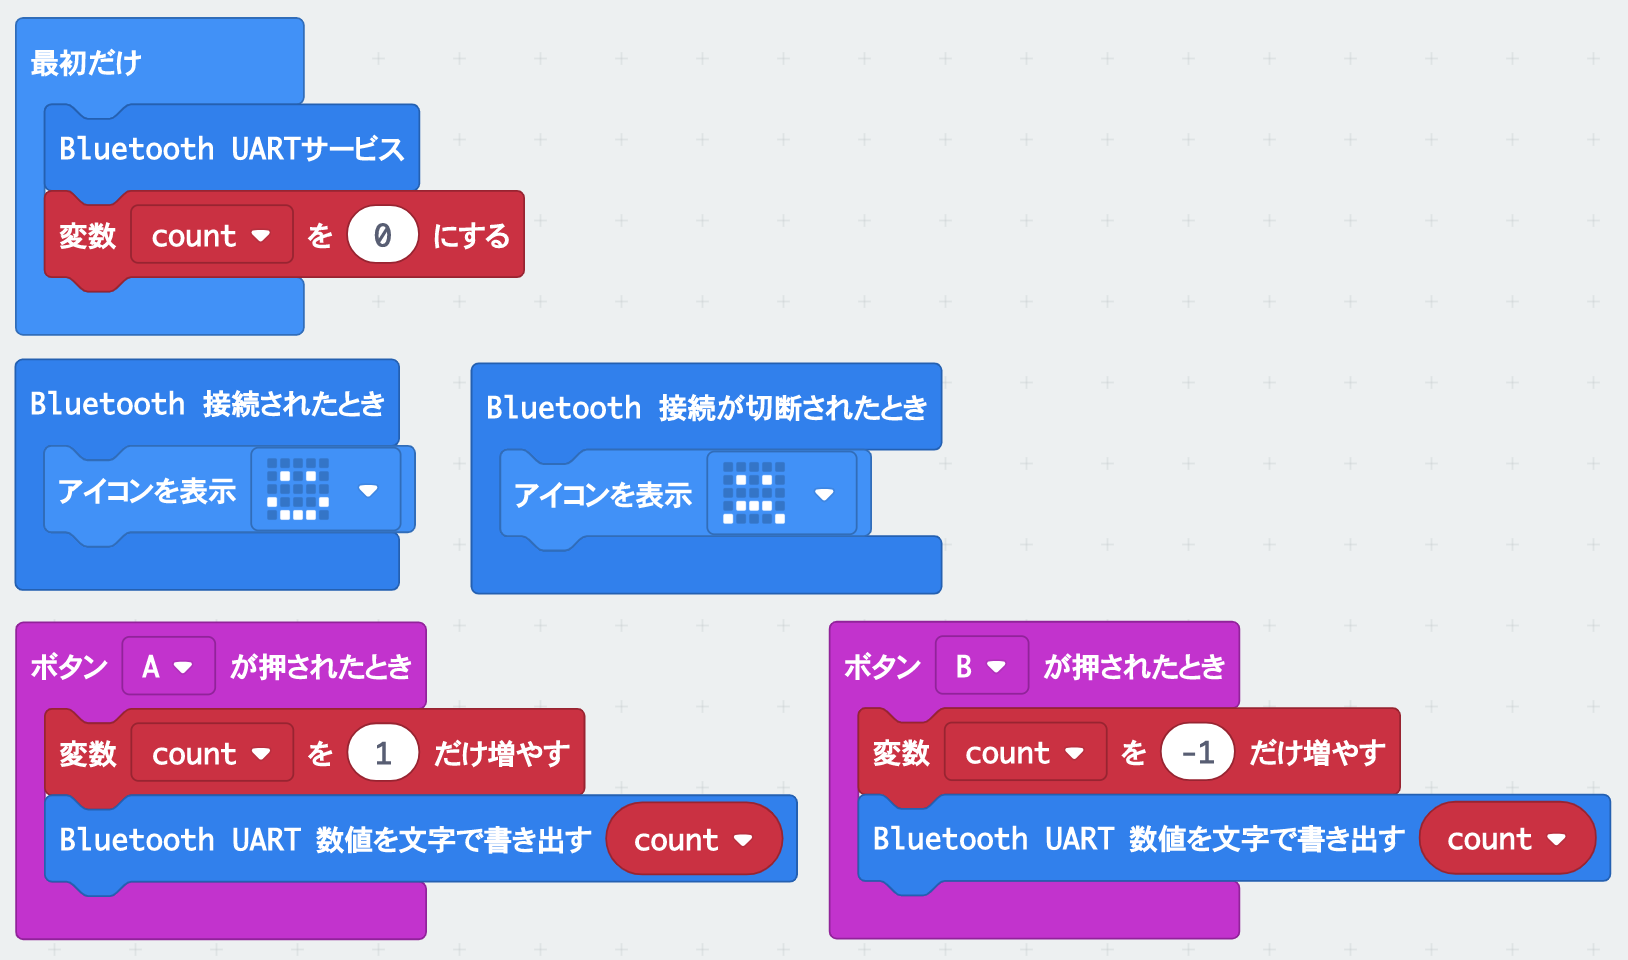 最初だけ
Bluetooth UARTサービス
変数 count を 0 にする
Bluetooth 接続されたとき
アイコンを表示
Bluetooth 接続が切断されたとき
アイコンを表示
ボタン A が押されたとき
変数 count を 1 だけ増やす
Bluetooth UART 数値を文字で書き出す count
ボタン B が押されたとき
変数 count を -1 だけ増やす
Bluetooth UART 数値を文字で書き出す count